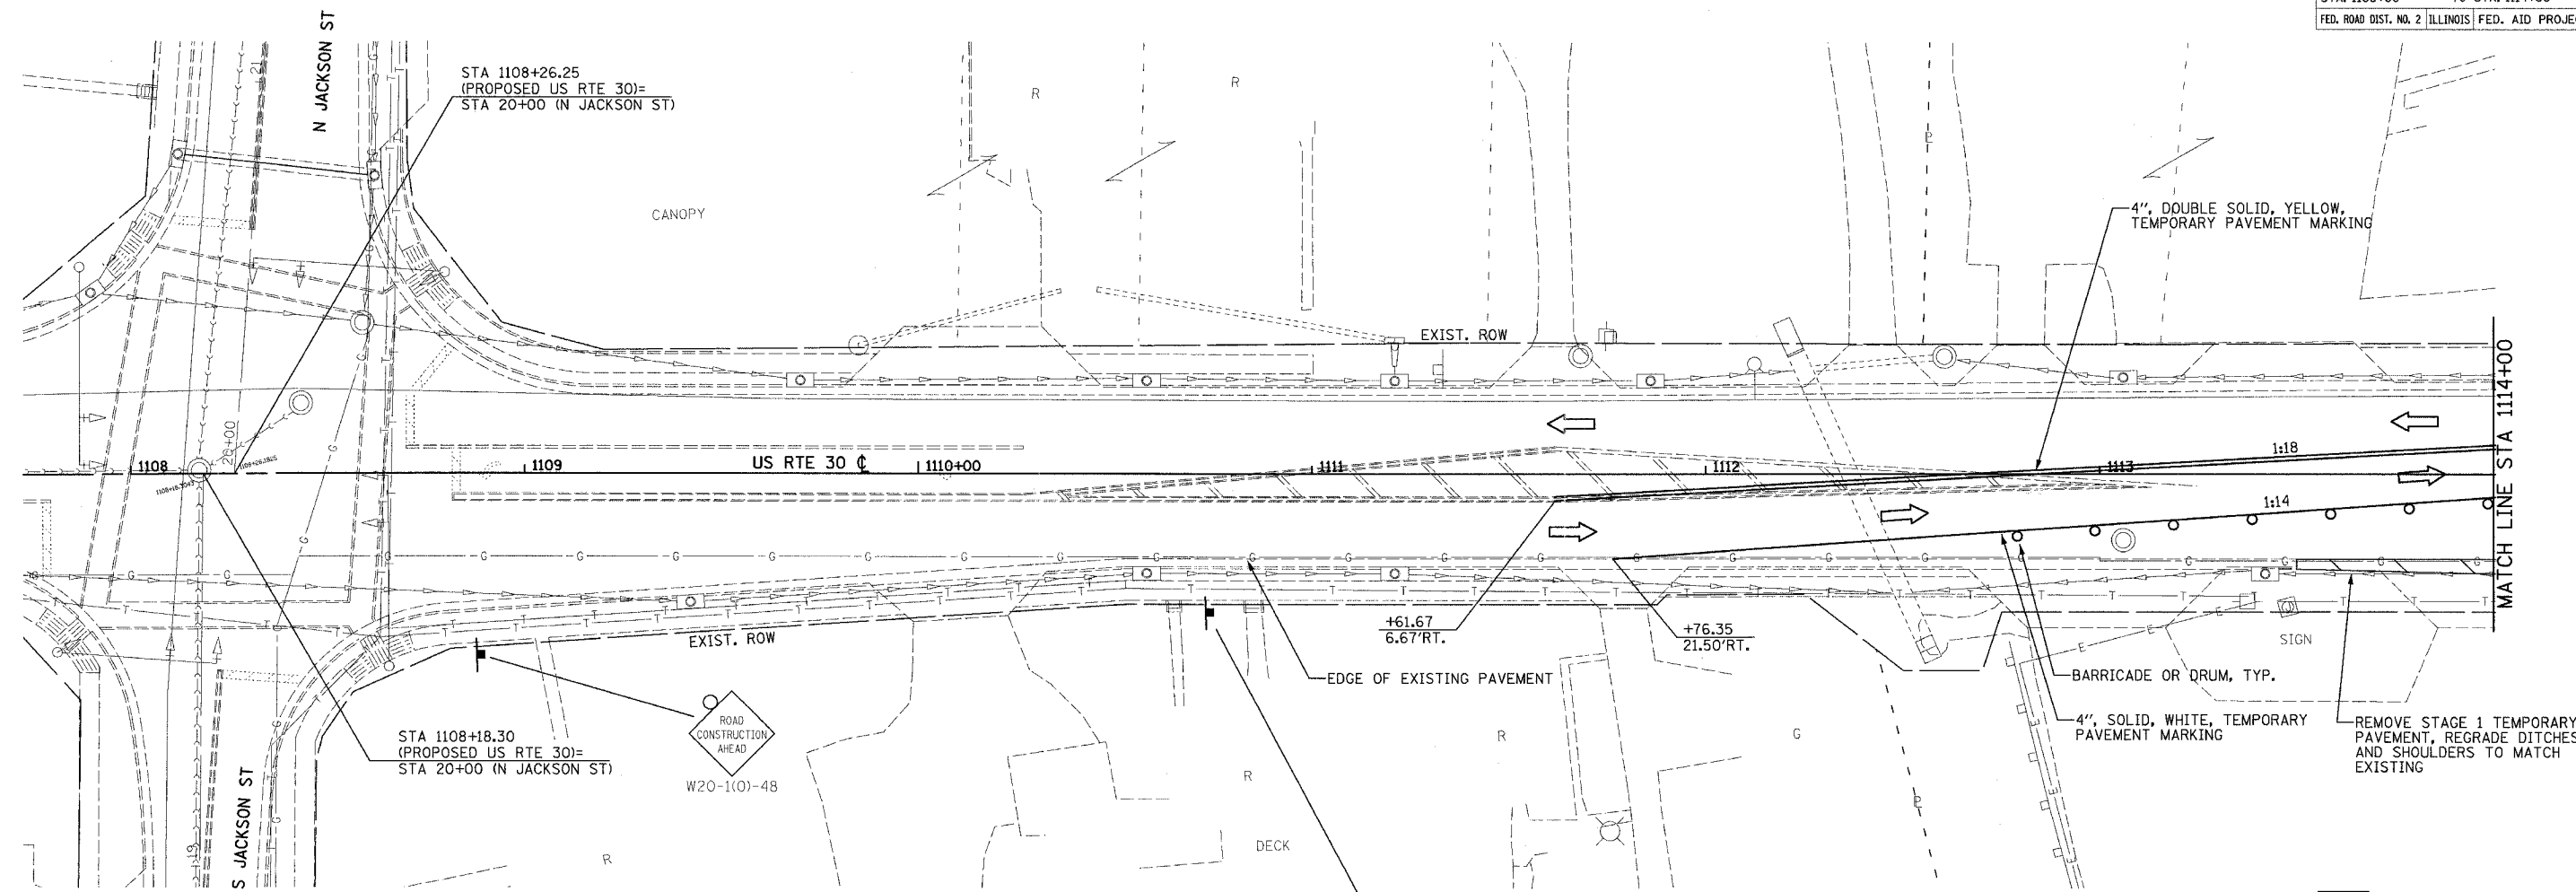 FED. ROAD DIST. NO. 2 ILLINOIS FED. AID PROJE
N JACKSON ST
21
STA 1108+26.25
(PROPOSED US RTE 30)=
STA 20+00 (N JACKSON ST)
R
R
CANOPY
P
4", DOUBLE SOLID, YELLOW,
TEMPORARY PAVEMENT MARKING
EXIST. ROW
MATCH LINE STA 1114+00
20+00
1108
1108+26.1825
1109
US RTE 30 ℄
1110+00
1111
1112
1113
1:18
1:14
+61.67
6.67'RT.
+76.35
21.50'RT.
EXIST. ROW
EDGE OF EXISTING PAVEMENT
SIGN
BARRICADE OR DRUM, TYP.
4", SOLID, WHITE, TEMPORARY
PAVEMENT MARKING
REMOVE STAGE 1 TEMPORARY
PAVEMENT, REGRADE DITCHES
AND SHOULDERS TO MATCH
EXISTING
STA 1108+18.30
(PROPOSED US RTE 30)=
STA 20+00 (N JACKSON ST)
ROAD
CONSTRUCTION
AHEAD
W20-1(O)-48
S JACKSON ST
19
R
R
DECK
R
G
P